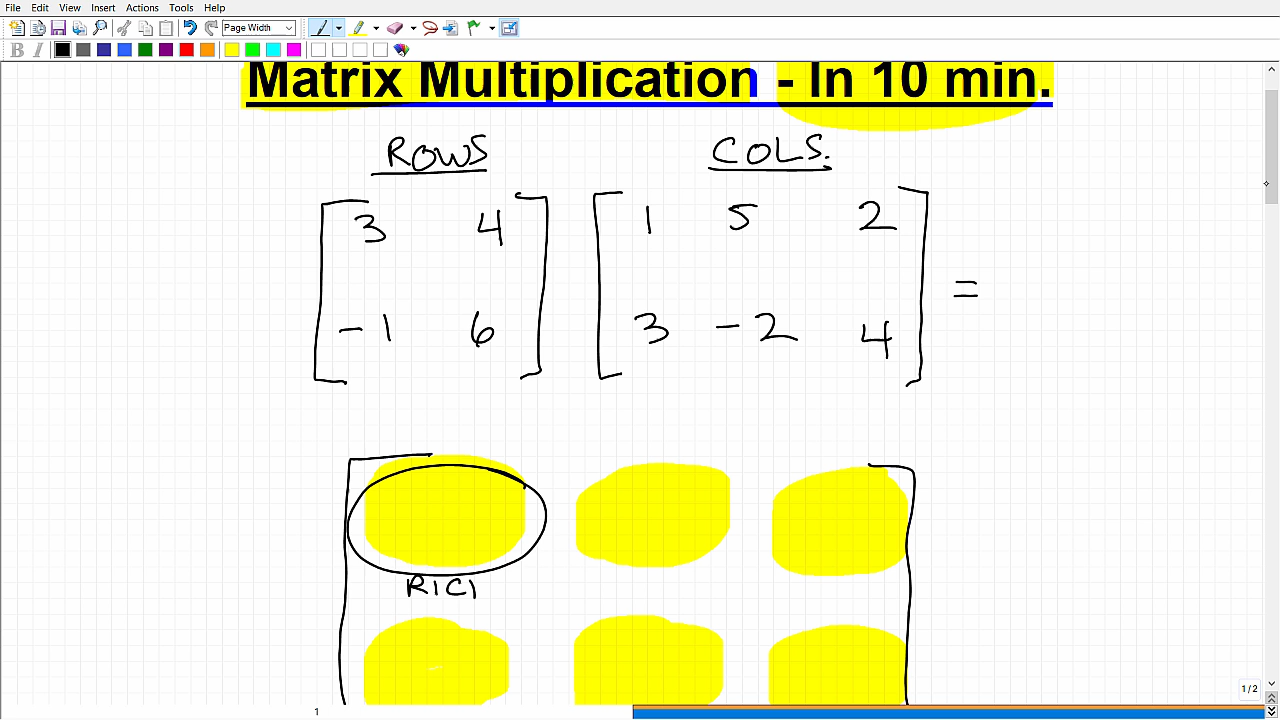 File Edit View Insert Actions Tools Help
Page Width
B I
Matrix Multiplication - In 10 min.
ROWS COLS.
3 4 1 5 2
=
-1 6 3 -2 4
R1C1
1/2
1